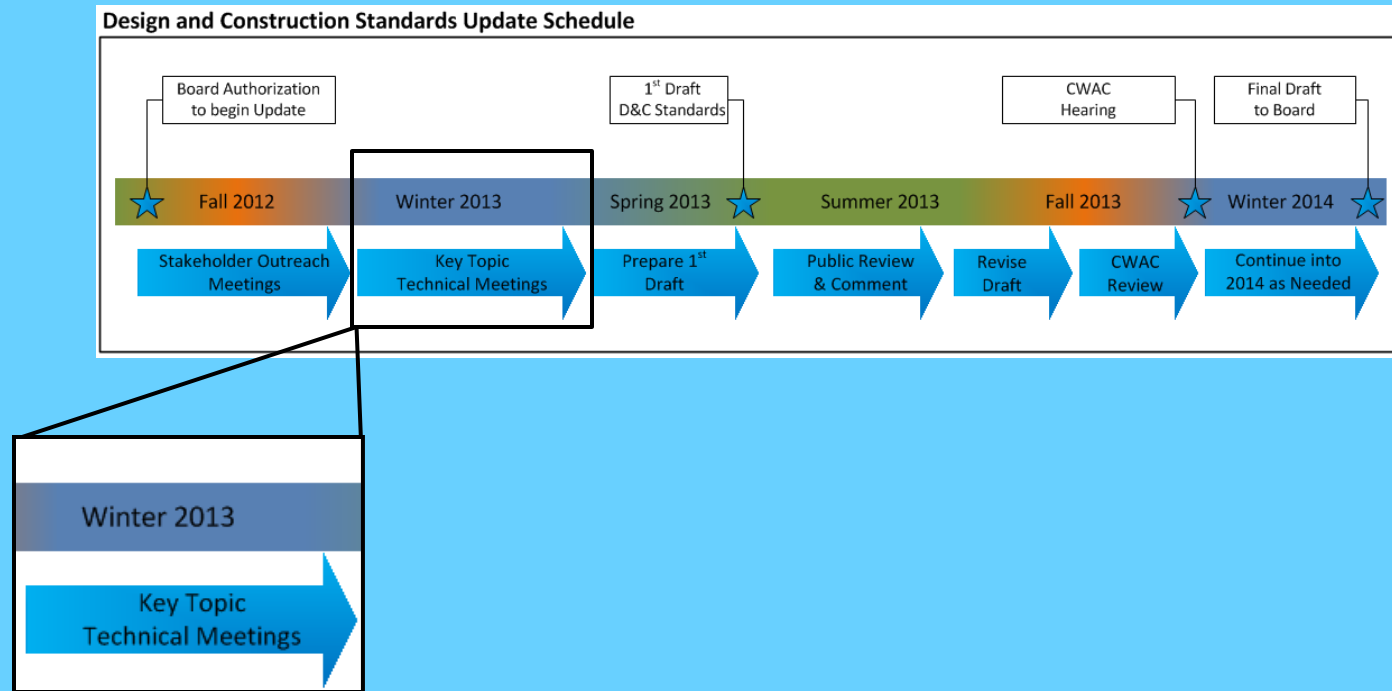 Design and Construction Standards Update Schedule
Board Authorization
to begin Update
1st Draft
D&C Standards
CWAC
Hearing
Final Draft
to Board
Fall 2012
Winter 2013
Spring 2013
Summer 2013
Fall 2013
Winter 2014
Stakeholder Outreach
Meetings
Key Topic
Technical Meetings
Prepare 1st
Draft
Public Review
& Comment
Revise
Draft
CWAC
Review
Continue into
2014 as Needed
Winter 2013
Key Topic
Technical Meetings